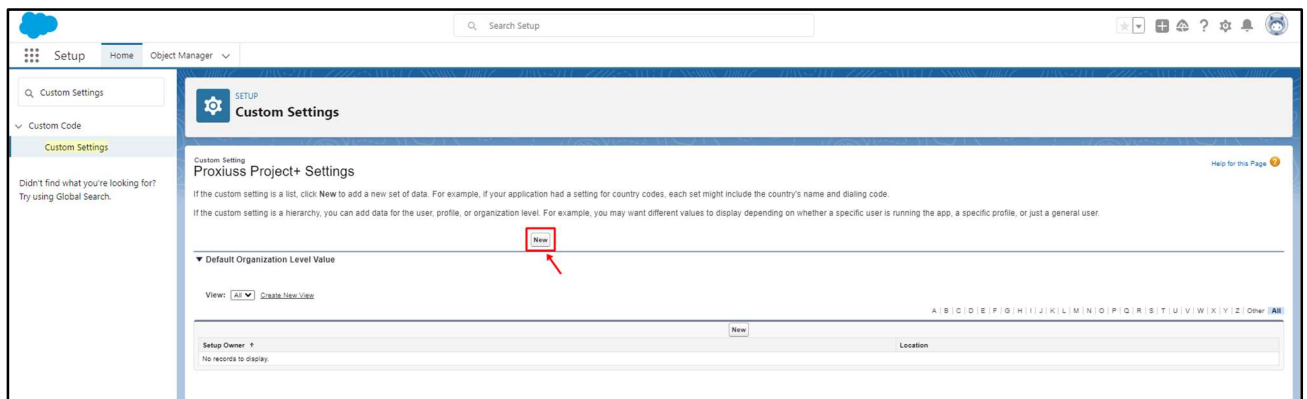 Search Setup
Setup Home Object Manager
Custom Settings
SETUP
Custom Settings
Custom Code
Custom Settings
Didn't find what you're looking for?
Try using Global Search.
Custom Setting
Proxiuss Project+ Settings
Help for this Page
If the custom setting is a list, click New to add a new set of data. For example, if your application had a setting for country codes, each set might include the country's name and dialing code.
If the custom setting is a hierarchy, you can add data for the user, profile, or organization level. For example, you may want different values to display depending on whether a specific user is running the app, a specific profile, or just a general user.
New
Default Organization Level Value
View: All Create New View
A | B | C | D | E | F | G | H | I | J | K | L | M | N | O | P | Q | R | S | T | U | V | W | X | Y | Z | Other All
New
Setup Owner ↑ Location
No records to display.